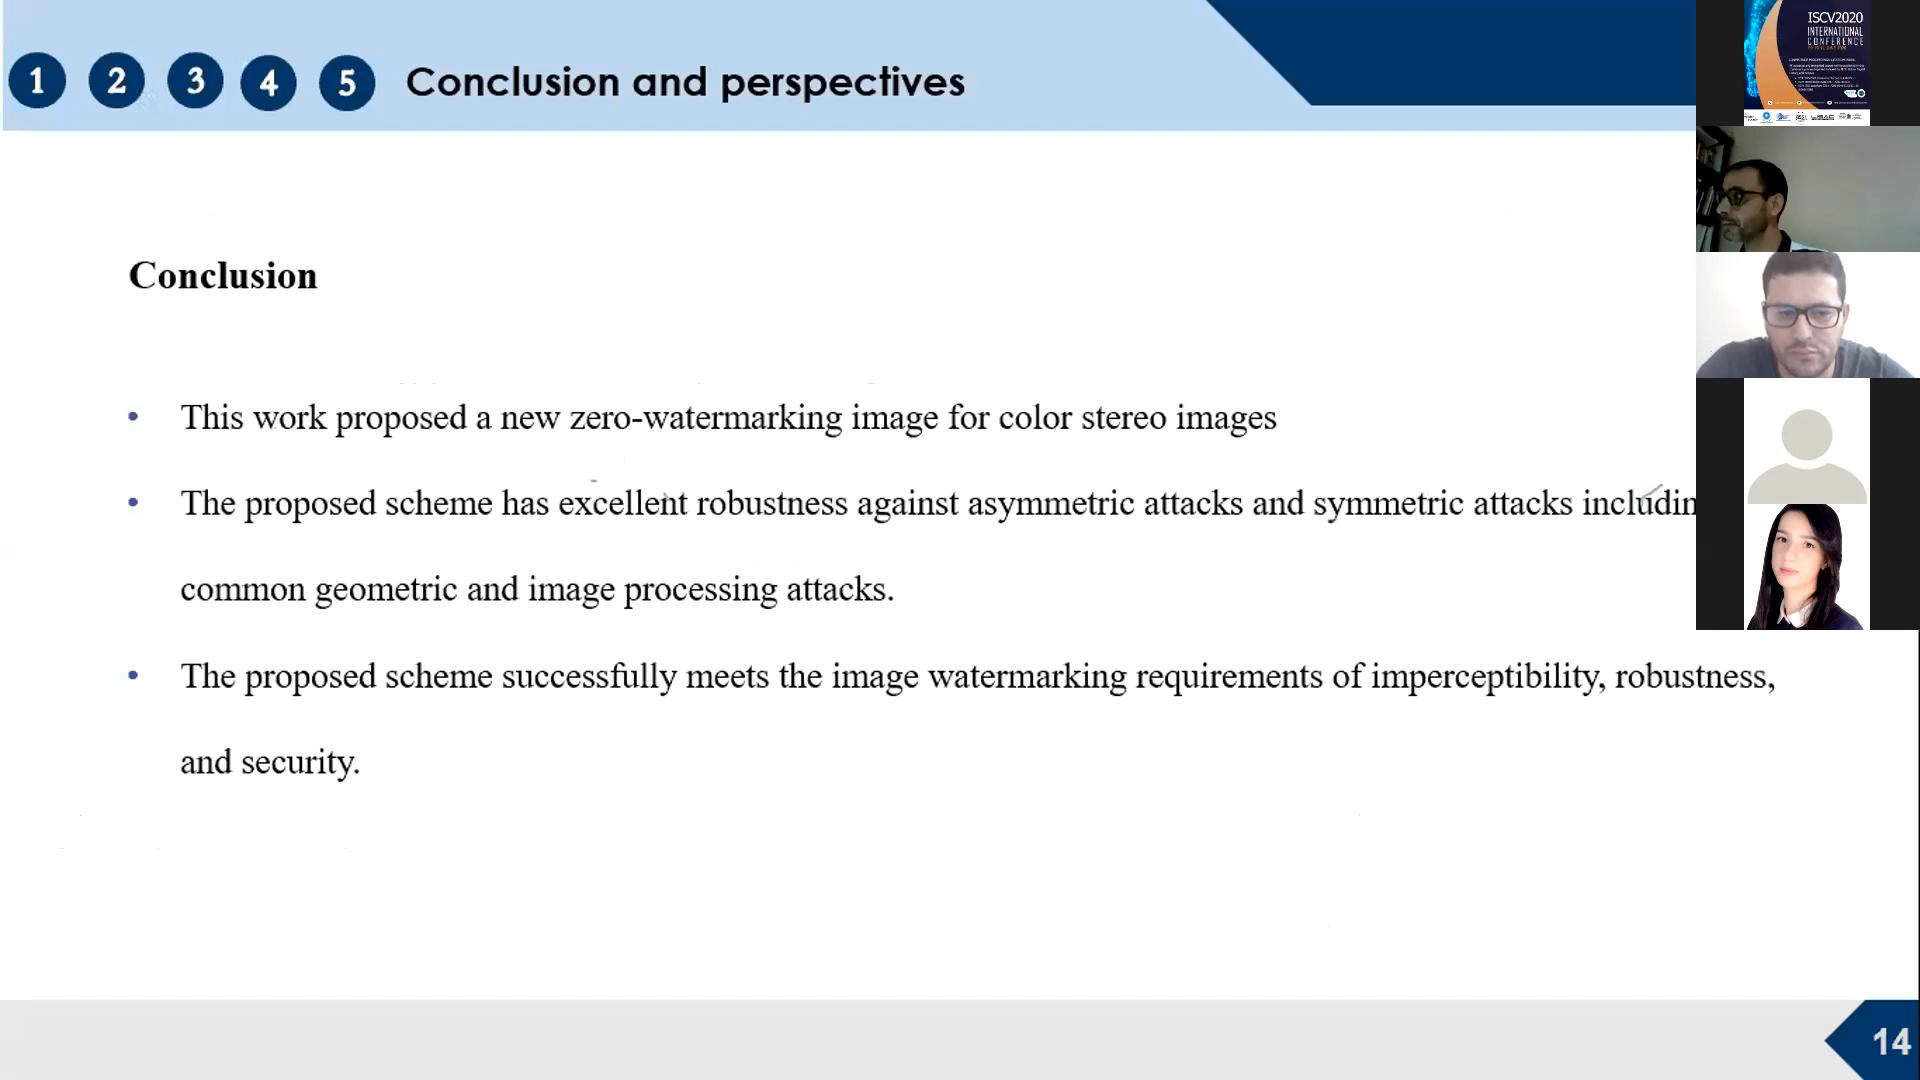 1 2 3 4 5 Conclusion and perspectives
ISCV2020
INTERNATIONAL
CONFERENCE
Conclusion
• This work proposed a new zero-watermarking image for color stereo images
• The proposed scheme has excellent robustness against asymmetric attacks and symmetric attacks includin
common geometric and image processing attacks.
• The proposed scheme successfully meets the image watermarking requirements of imperceptibility, robustness,
and security.
14